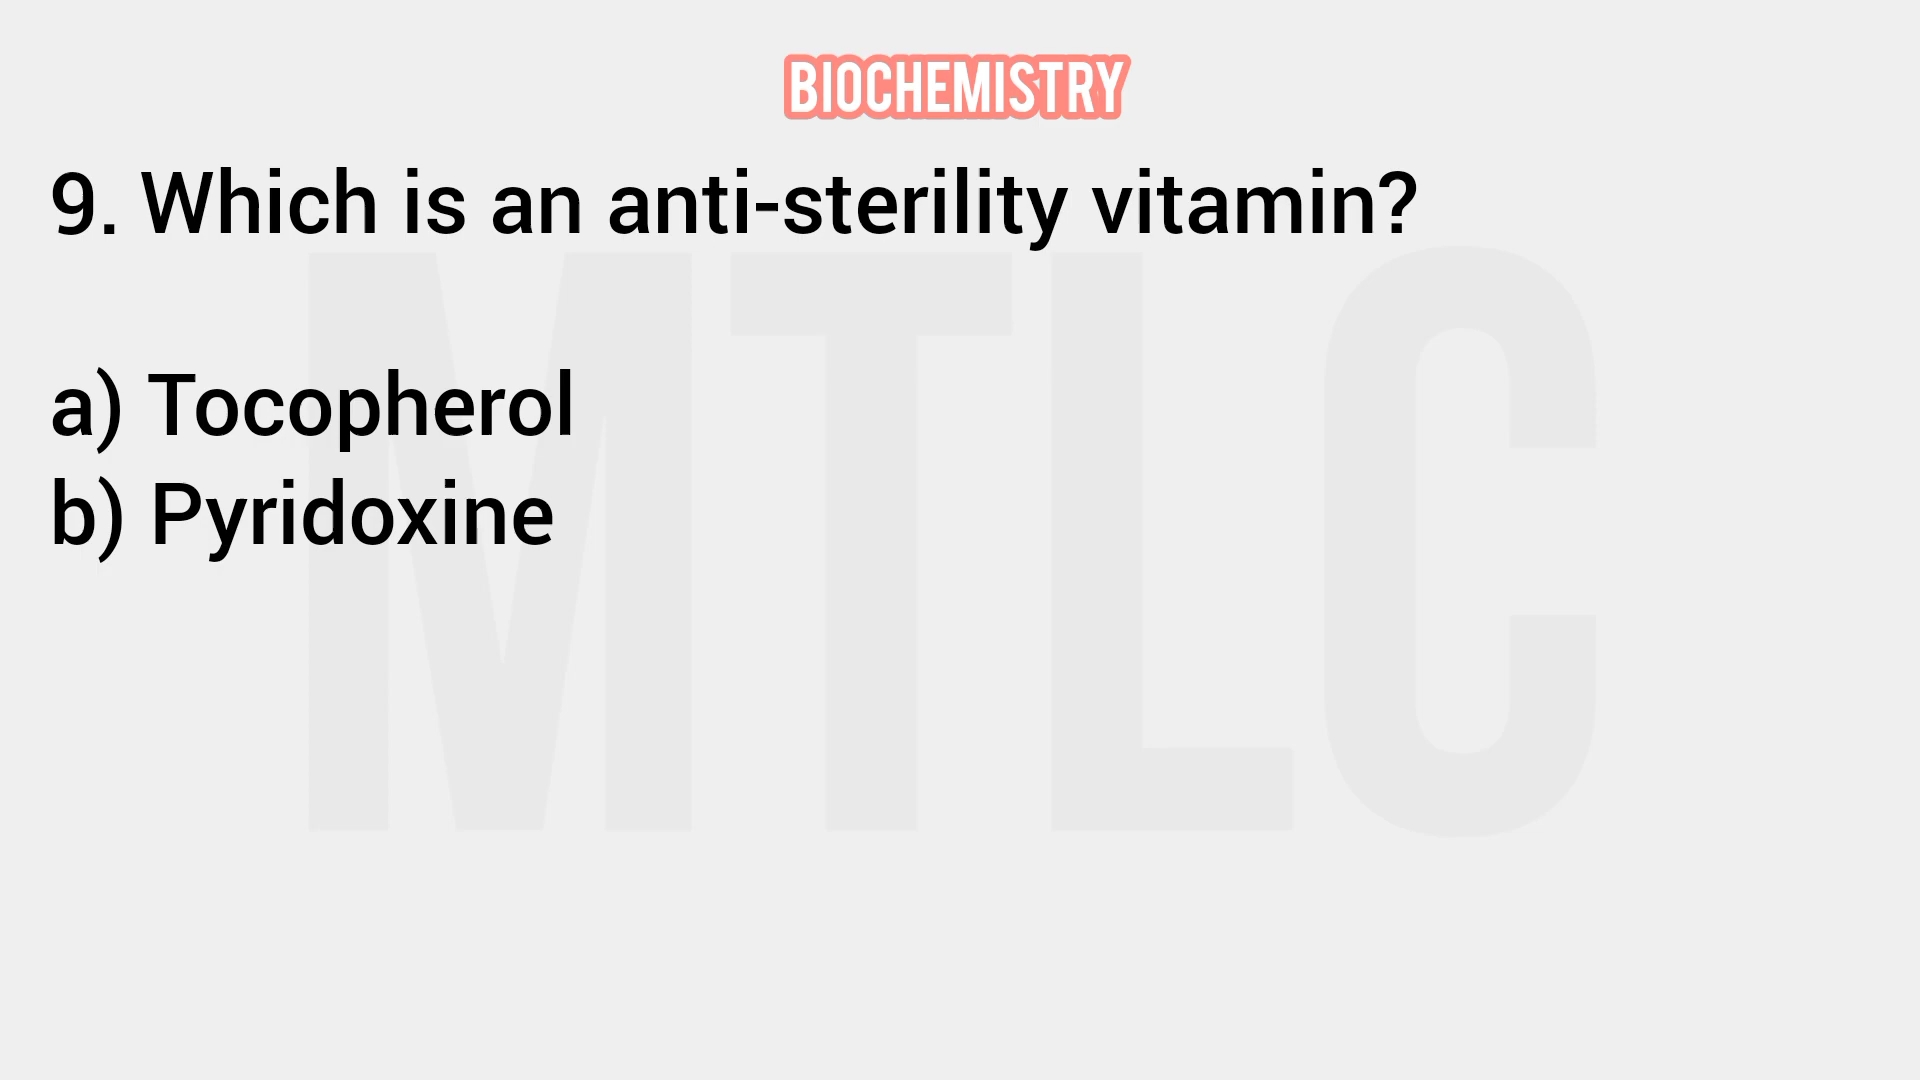 BIOCHEMISTRY
9. Which is an anti-sterility vitamin?
a) Tocopherol
b) Pyridoxine
MTLC